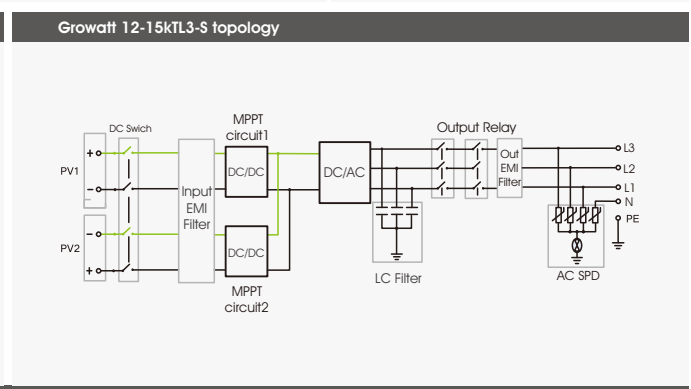 Growatt 12-15kTL3-S topology
DC Swich
MPPT
circuit1
Output Relay
PV1
+
-
DC/DC
DC/AC
Out
EMI
Filter
L3
L2
L1
N
PE
Input
EMI
Filter
PV2
-
+
DC/DC
MPPT
circuit2
LC Filter
AC SPD